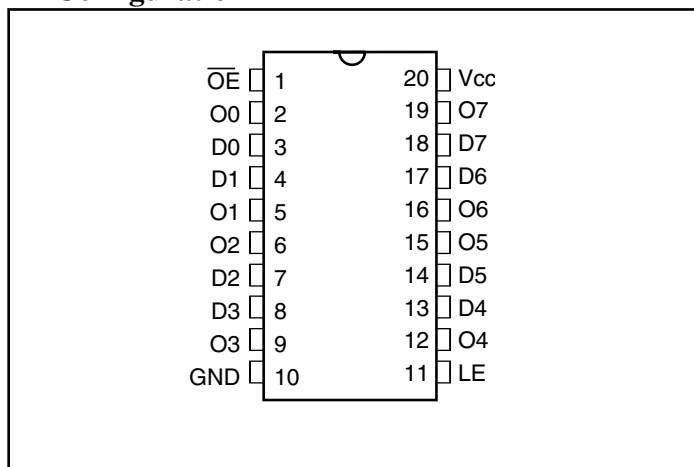 OE 1 20 Vcc
O0 2 19 O7
D0 3 18 D7
D1 4 17 D6
O1 5 16 O6
O2 6 15 O5
D2 7 14 D5
D3 8 13 D4
O3 9 12 O4
GND 10 11 LE